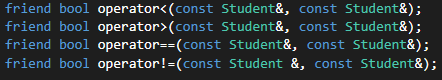 friend bool operator<(const Student&, const Student&);
friend bool operator>(const Student&, const Student&);
friend bool operator==(const Student&, const Student&);
friend bool operator!=(const Student &, const Student&);